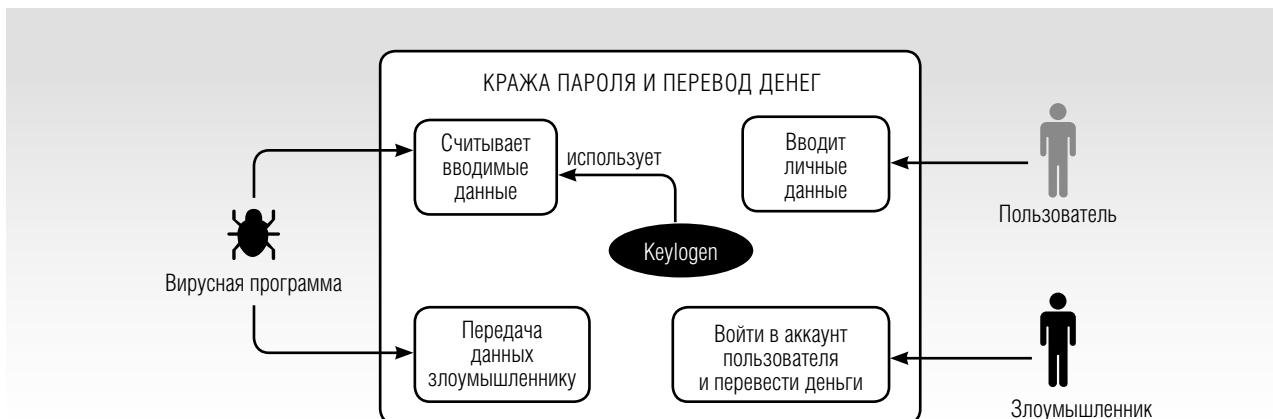 КРАЖА ПАРОЛЯ И ПЕРЕВОД ДЕНЕГ
Считывает
вводимые
данные
использует
Вводит
личные
данные
Пользователь
Keylogen
Вирусная программа
Передача
данных
злоумышленнику
Войти в аккаунт
пользователя
и перевести деньги
Злоумышленник